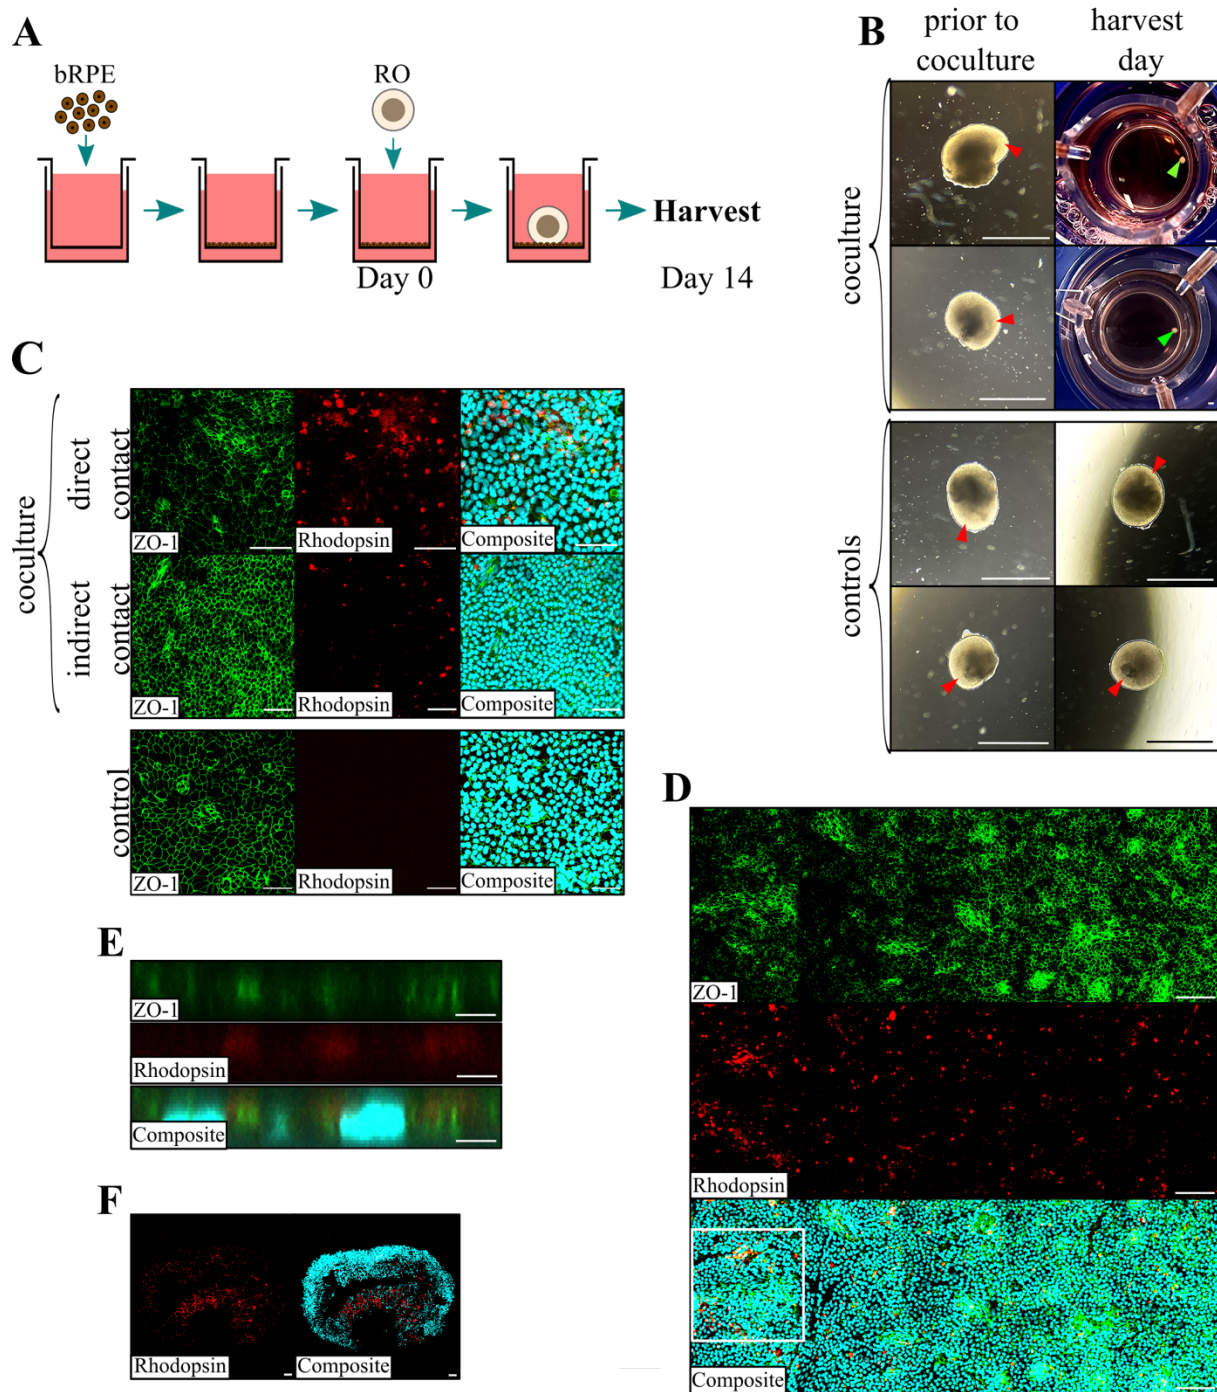 A
bRPE
RO
Harvest
Day 0
Day 14
B
prior to
coculture
harvest
day
coculture
controls
C
coculture
direct
contact
ZO-1
Rhodopsin
Composite
indirect
contact
ZO-1
Rhodopsin
Composite
control
ZO-1
Rhodopsin
Composite
D
ZO-1
Rhodopsin
Composite
E
ZO-1
Rhodopsin
Composite
F
Rhodopsin
Composite